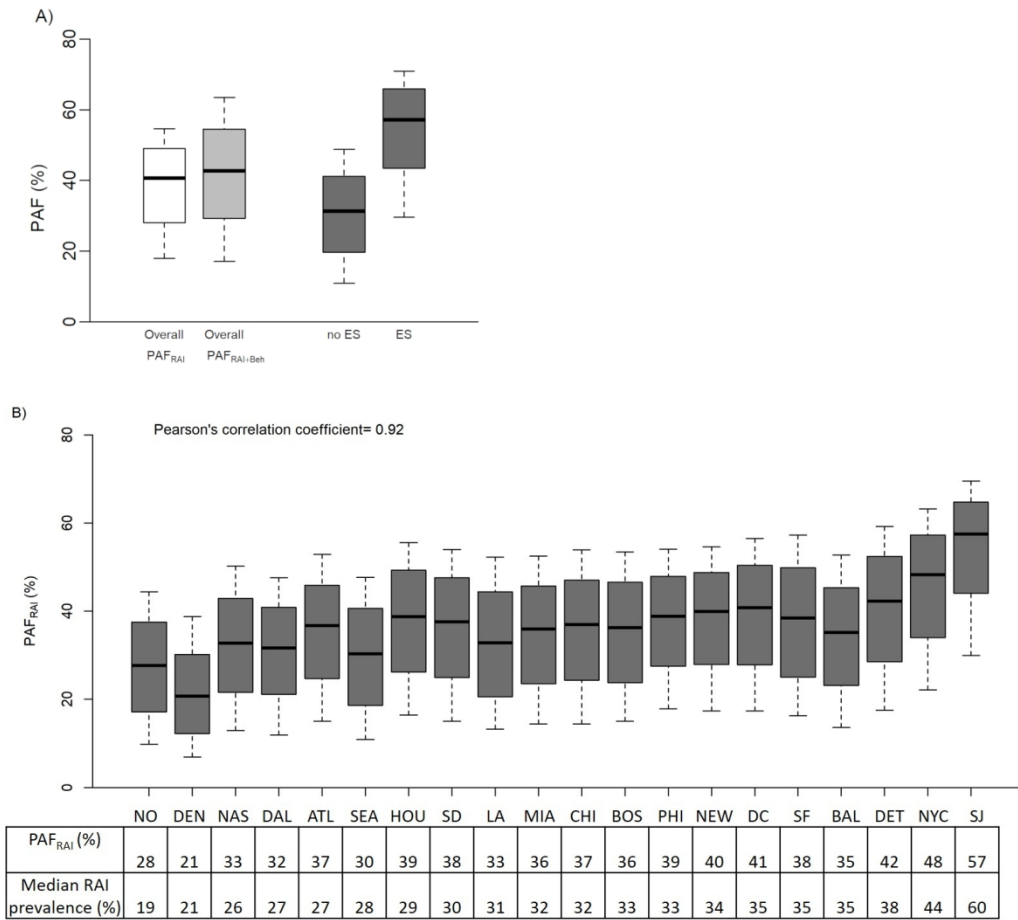 A)
80
60
40
20
0
PAF (%)
Overall Overall no ES ES
PAFRAI PAFRAI+Beh
B)
Pearson's correlation coefficient= 0.92
80
60
40
20
0
PAFRAI (%)
NO DEN NAS DAL ATL SEA HOU SD LA MIA CHI BOS PHI NEW DC SF BAL DET NYC SJ
PAFRAI (%) 28 21 33 32 37 30 39 38 33 36 37 36 39 40 41 38 35 42 48 57
Median RAI
prevalence (%) 19 21 26 27 27 28 29 30 31 32 32 33 33 34 35 35 35 38 44 60